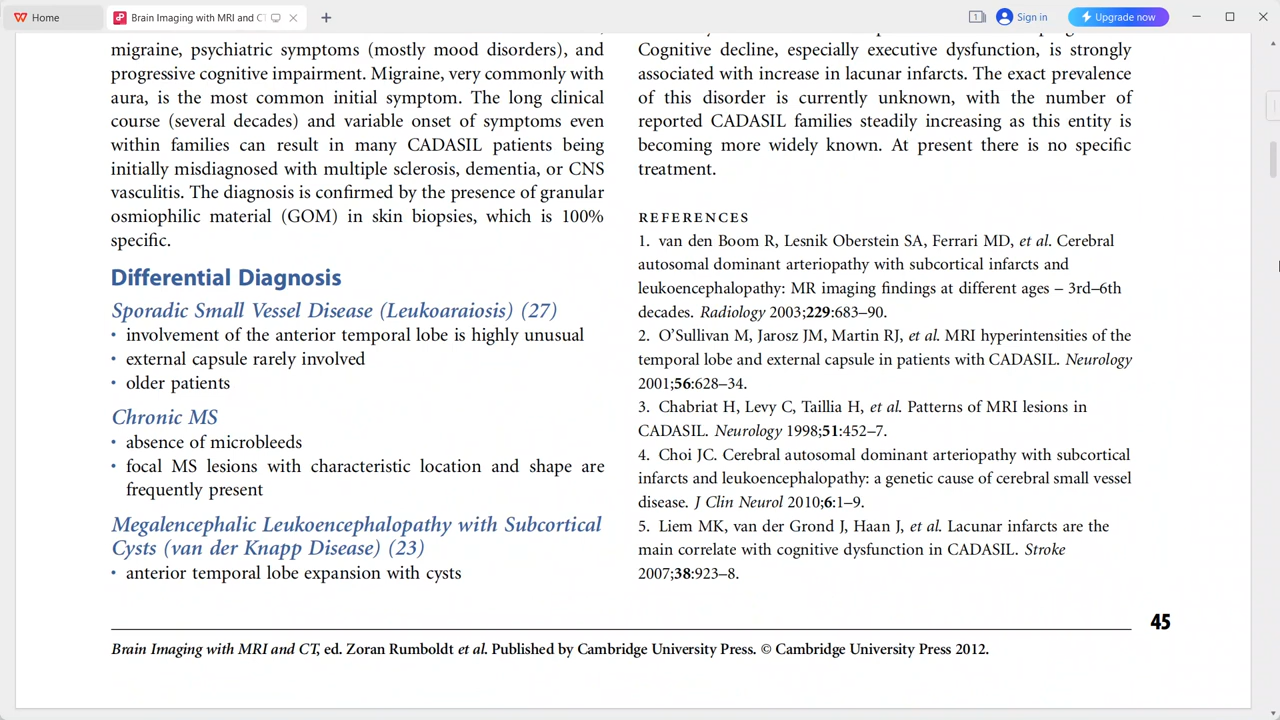 Home
Brain Imaging with MRI and C
1
Sign in
Upgrade now
migraine, psychiatric symptoms (mostly mood disorders), and
progressive cognitive impairment. Migraine, very commonly with
aura, is the most common initial symptom. The long clinical
course (several decades) and variable onset of symptoms even
within families can result in many CADASIL patients being
initially misdiagnosed with multiple sclerosis, dementia, or CNS
vasculitis. The diagnosis is confirmed by the presence of granular
osmiophilic material (GOM) in skin biopsies, which is 100%
specific.
Differential Diagnosis
Sporadic Small Vessel Disease (Leukoaraiosis) (27)
• involvement of the anterior temporal lobe is highly unusual
• external capsule rarely involved
• older patients
Chronic MS
• absence of microbleeds
• focal MS lesions with characteristic location and shape are
frequently present
Megalencephalic Leukoencephalopathy with Subcortical
Cysts (van der Knapp Disease) (23)
• anterior temporal lobe expansion with cysts
Cognitive decline, especially executive dysfunction, is strongly
associated with increase in lacunar infarcts. The exact prevalence
of this disorder is currently unknown, with the number of
reported CADASIL families steadily increasing as this entity is
becoming more widely known. At present there is no specific
treatment.
REFERENCES
1. van den Boom R, Lesnik Oberstein SA, Ferrari MD, et al. Cerebral
autosomal dominant arteriopathy with subcortical infarcts and
leukoencephalopathy: MR imaging findings at different ages – 3rd–6th
decades. Radiology 2003;229:683–90.
2. O'Sullivan M, Jarosz JM, Martin RJ, et al. MRI hyperintensities of the
temporal lobe and external capsule in patients with CADASIL. Neurology
2001;56:628–34.
3. Chabriat H, Levy C, Taillia H, et al. Patterns of MRI lesions in
CADASIL. Neurology 1998;51:452–7.
4. Choi JC. Cerebral autosomal dominant arteriopathy with subcortical
infarcts and leukoencephalopathy: a genetic cause of cerebral small vessel
disease. J Clin Neurol 2010;6:1–9.
5. Liem MK, van der Grond J, Haan J, et al. Lacunar infarcts are the
main correlate with cognitive dysfunction in CADASIL. Stroke
2007;38:923–8.
45
Brain Imaging with MRI and CT, ed. Zoran Rumboldt et al. Published by Cambridge University Press. © Cambridge University Press 2012.